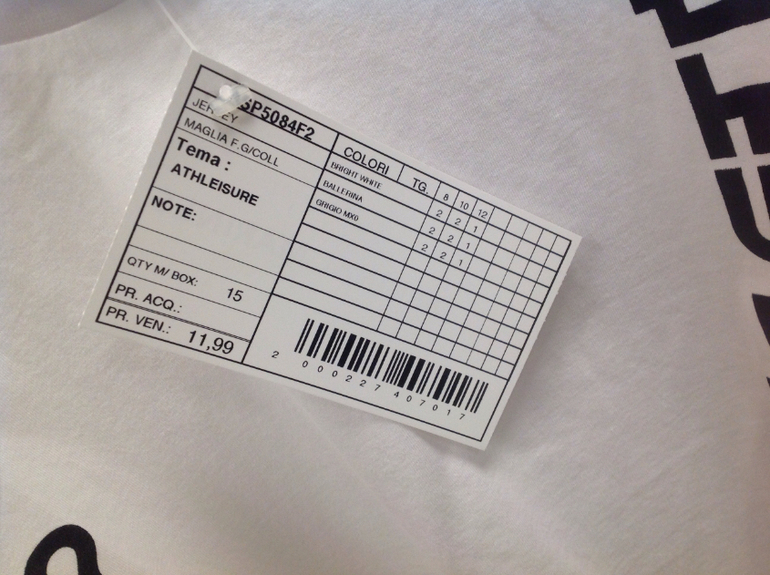 SP5084F2
JERSEY
MAGLIA F.G/COLL
Tema :
ATHLEISURE
NOTE:
QTY M/ BOX: 15
PR. ACQ.:
PR. VEN.: 11,99
COLORI TG. 8 10 12
BRIGHT WHITE 2 2 1
BALLERINA 2 2 1
GRIGIO MX0 2 2 1
2 000227 407017